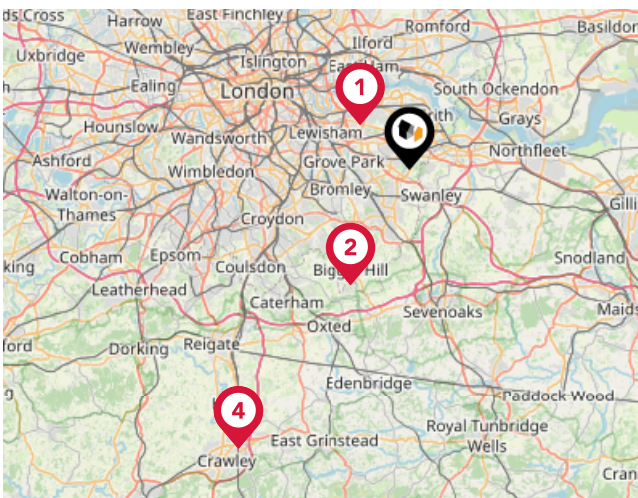 ds Cross
Harrow
East Finchley
Romford
Basildon
Uxbridge
Wembley
Ilford
Islington
East Ham
Ealing
London
South Ockendon
1
Hounslow
Lewisham
ith
Grays
Wandsworth
Ashford
Wimbledon
Grove Park
Northfleet
Walton-on-
Thames
Bromley
Swanley
Gilli
Croydon
2
king
Cobham
Epsom
Coulsdon
Biggin Hill
Snodland
Leatherhead
Caterham
Sevenoaks
Maids
Oxted
ford
Dorking
Reigate
Edenbridge
Paddock Wood
4
Royal Tunbridge
Wells
East Grinstead
Crawley
Cran